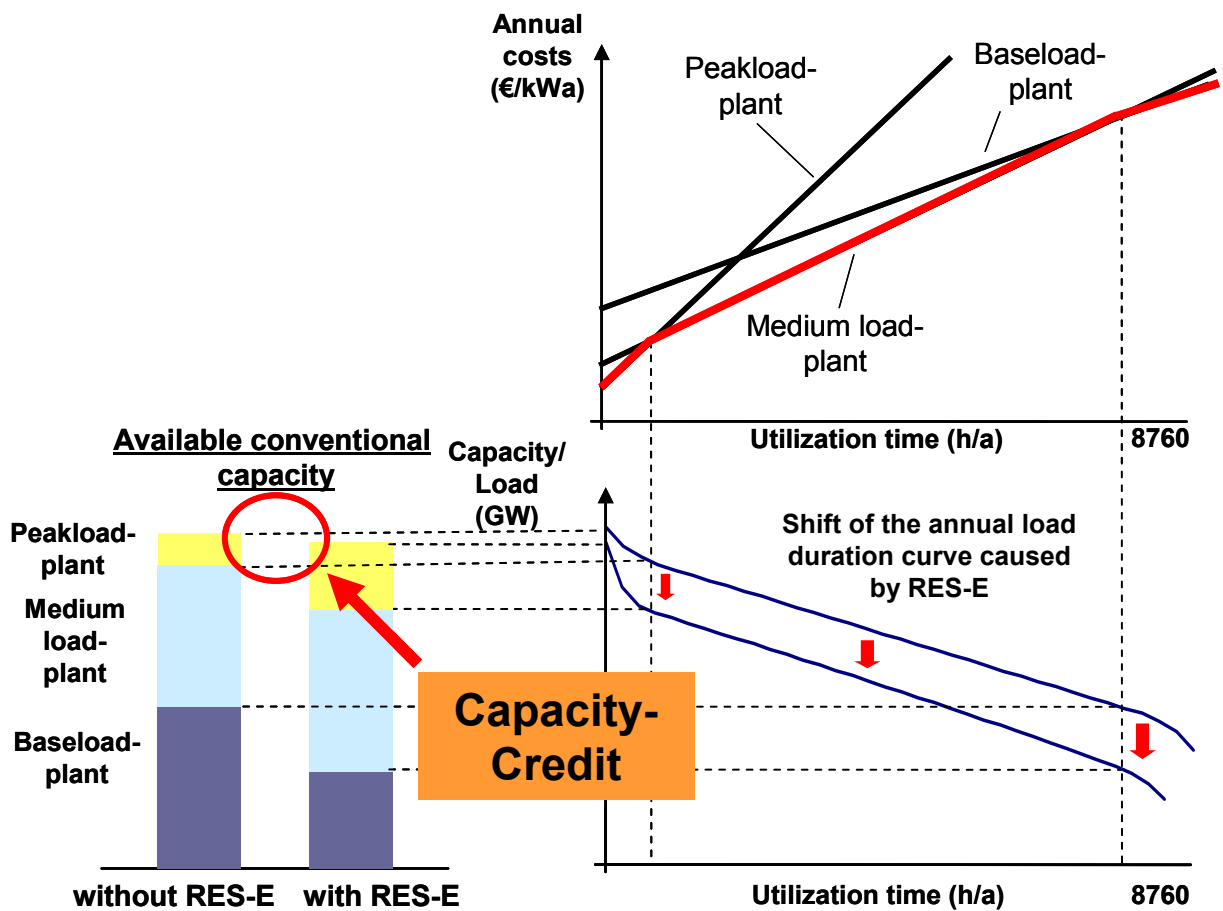 Annual
costs
(€/kWa)
Peakload-
plant
Baseload-
plant
Medium load-
plant
Utilization time (h/a)
8760
Available conventional
capacity
Capacity/
Load
(GW)
Peakload-
plant
Medium
load-
plant
Baseload-
plant
Shift of the annual load
duration curve caused
by RES-E
Capacity-
Credit
without RES-E
with RES-E
Utilization time (h/a)
8760